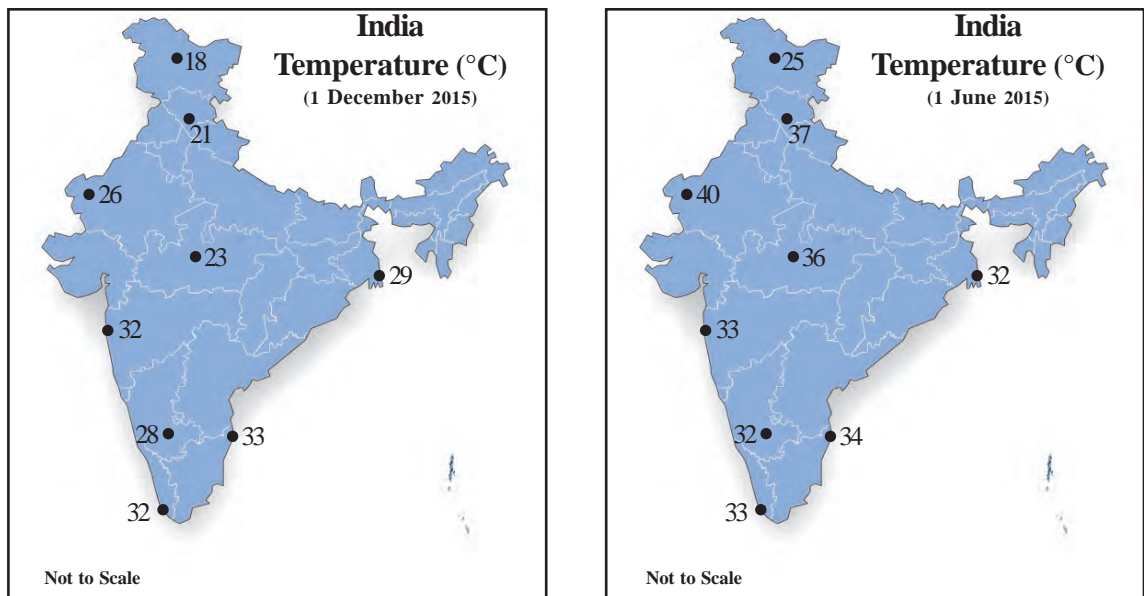 India
Temperature (°C)
(1 December 2015)
18
21
26
23
29
32
28
33
32
Not to Scale
India
Temperature (°C)
(1 June 2015)
25
37
40
36
32
33
32
34
33
Not to Scale